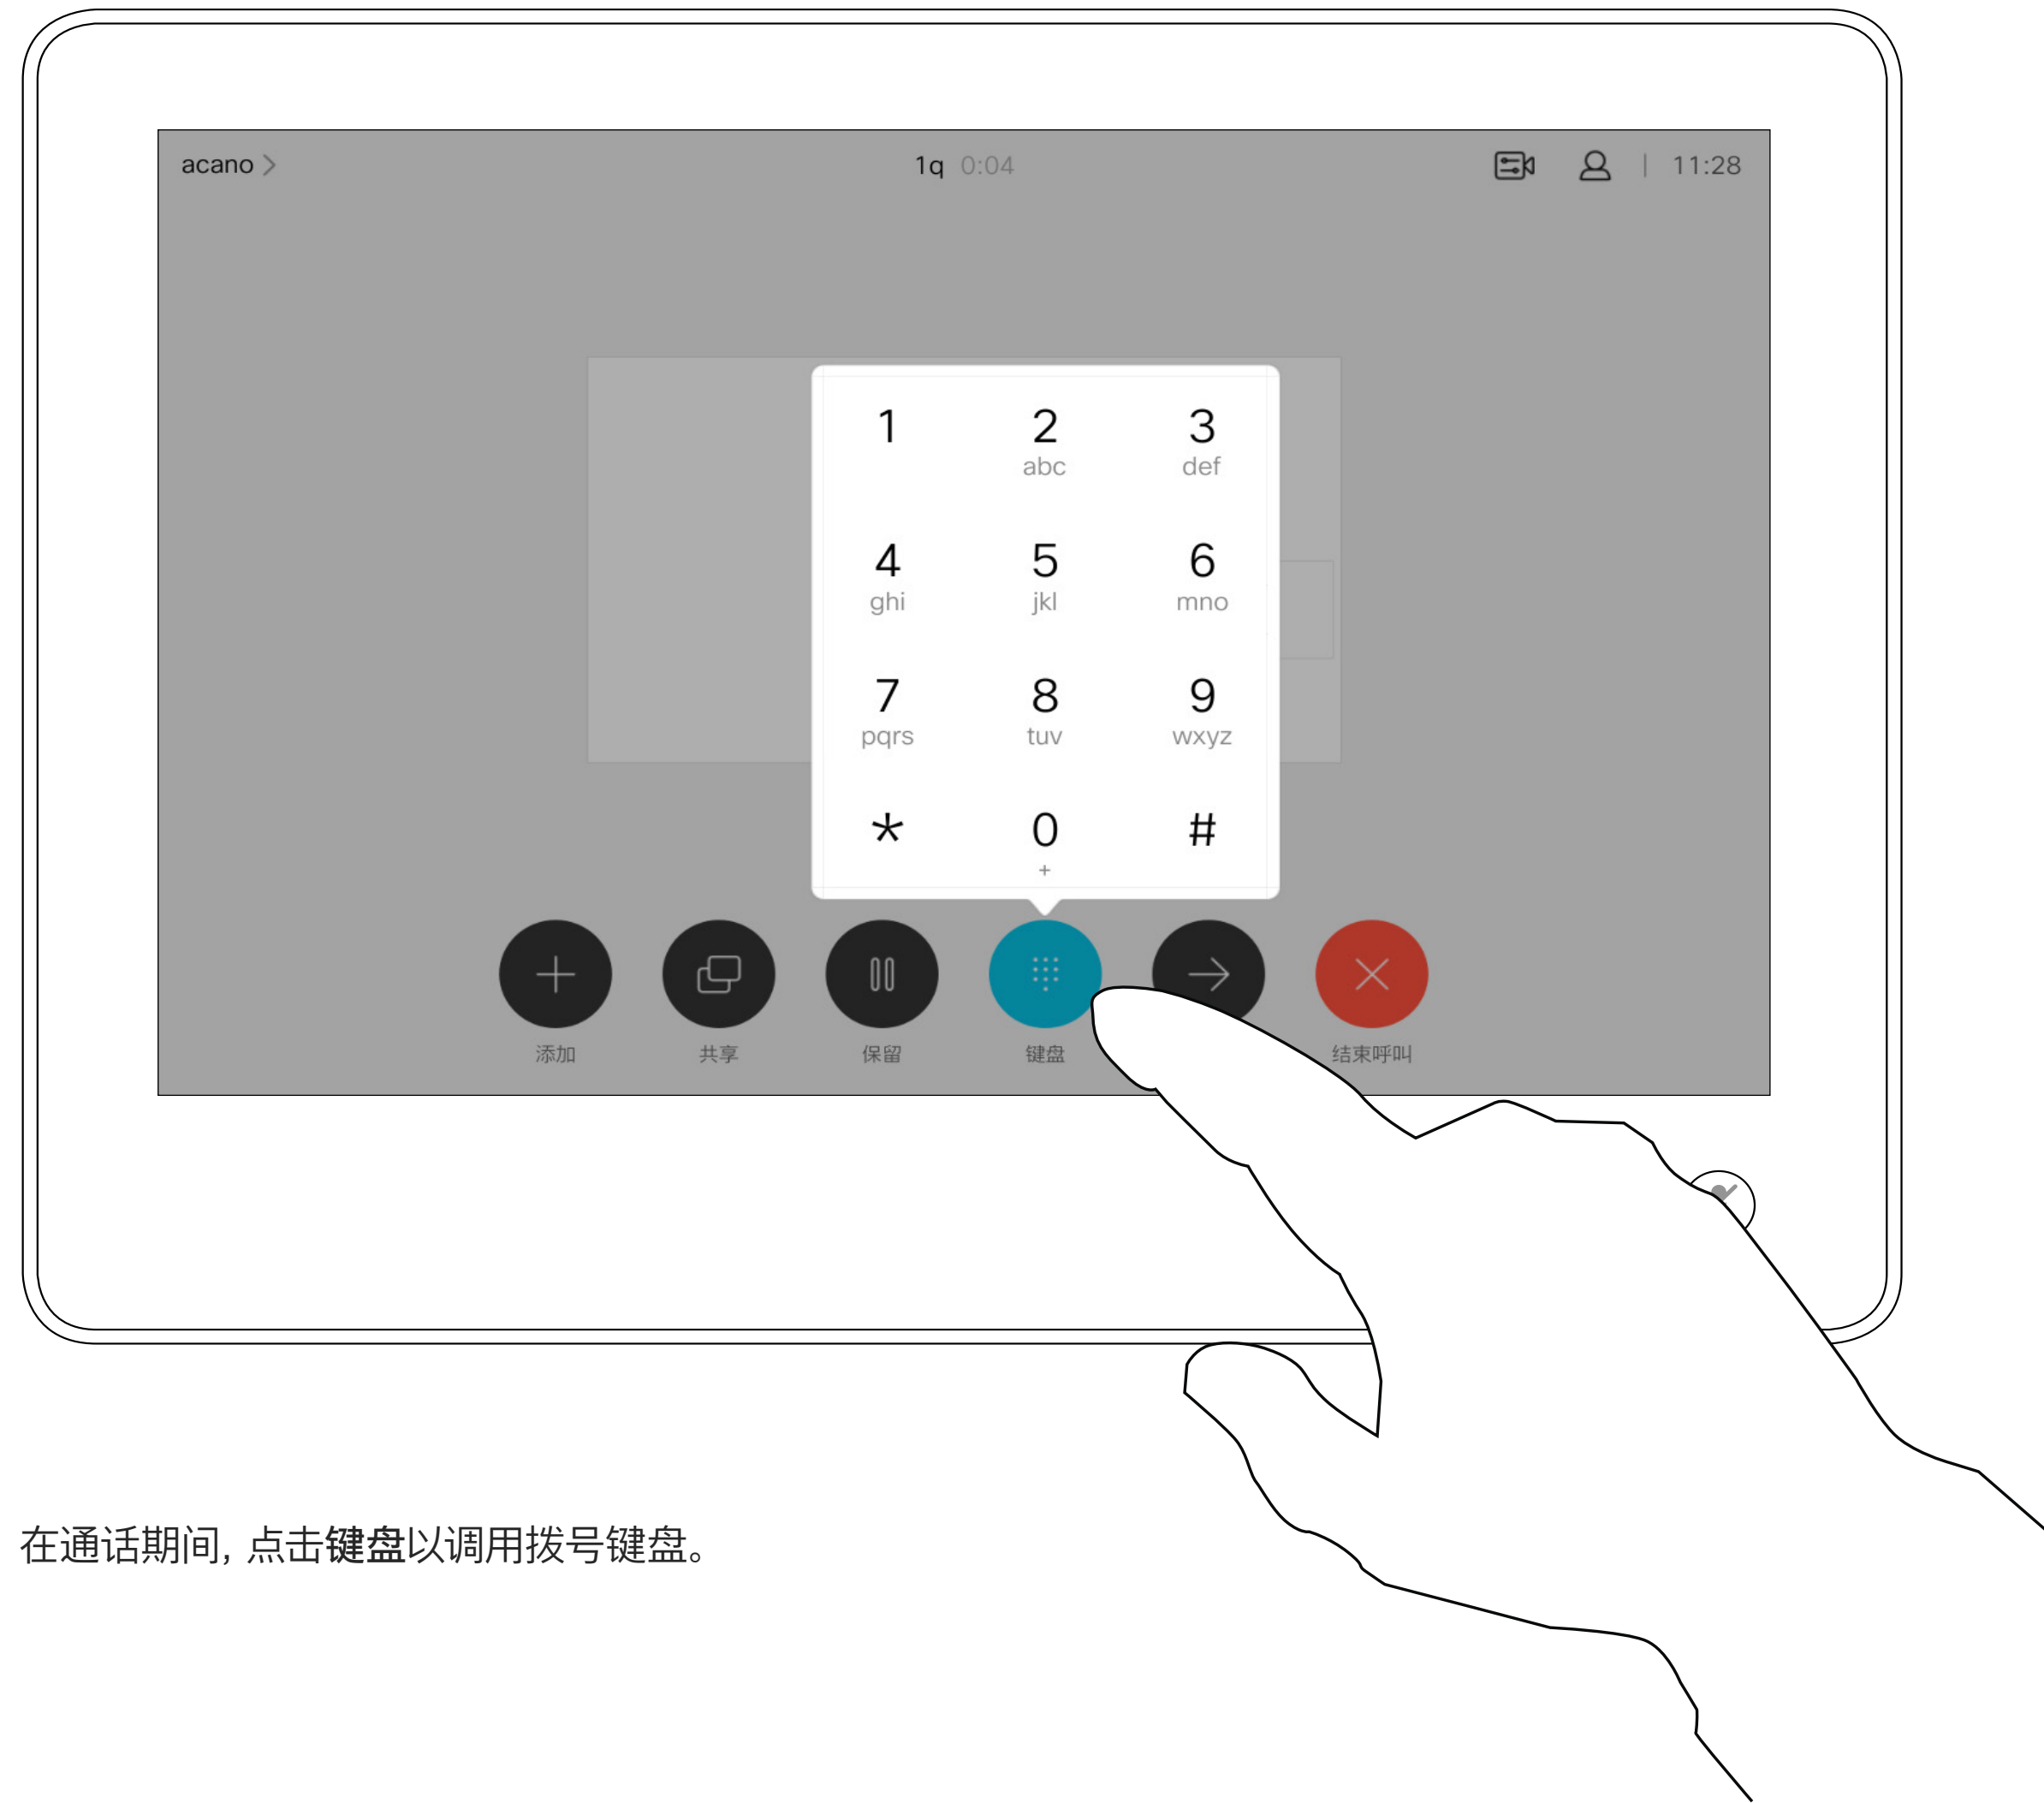 acano
1q 0:04
11:28
1 2 3
abc def
4 5 6
ghi jkl mno
7 8 9
pqrs tuv wxyz
* 0 #
+
添加 共享 保留 键盘 结束呼叫
在通话期间，点击键盘以调用拨号键盘。